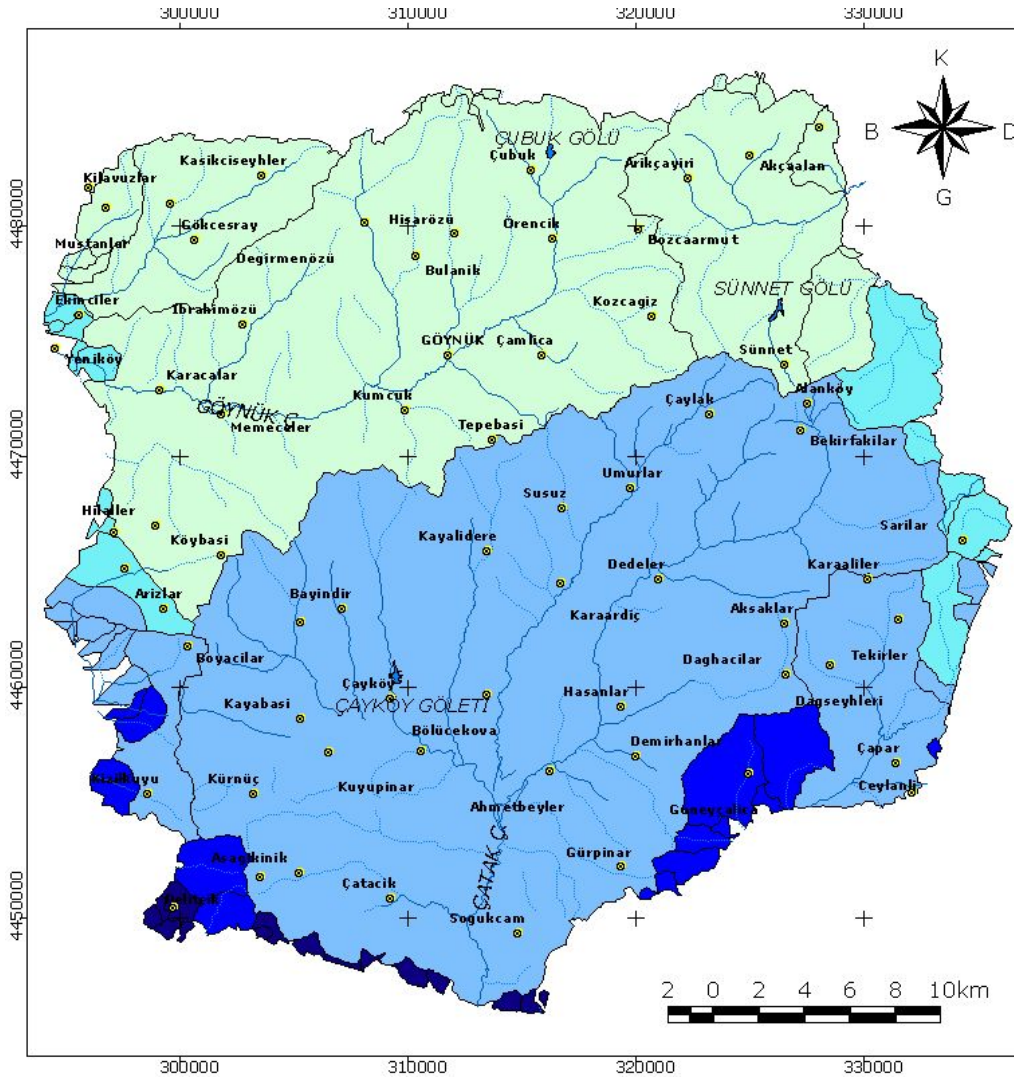 300000 310000 320000 330000
K
B D
G
ÇUBUK GÖLÜ
Çubuk
Kasikciseyhler
Arikçayiri
Akçaalan
Kilavuzlar
4480000
Gökcesray
Hisarözü
Örencik
Mustanlar
Bozcaarmut
Degirmenözü
Bulanik
SÜNNET GÖLÜ
Ekinciler
Ibrahimözü
Kozcagiz
GÖYNÜK
Çamlica
Yeniköy
Sünnet
Karacalar
Kumcuk
Çaylak
Alanköy
GÖYNÜK Ç.
Memeceler
Tepebasi
Bekirfakilar
4470000
Umurlar
Susuz
Hilaller
Sarilar
Köybasi
Kayalidere
Dedeler
Karaaliler
Arizlar
Bayindir
Karaardiç
Aksaklar
Boyacilar
Daghacilar
Tekirler
4460000
Çayköy
Kayabasi
ÇAYKÖY GÖLETİ
Hasanlar
Dagseyhleri
Bölücekova
Demirhanlar
Çapar
Kizilkuyu
Kürnüç
Kuyupinar
Ahmetbeyler
Ceylanli
Göneyçalica
ÇATAK Ç.
Asagikinik
Gürpinar
Çatacik
4450000
Sogukcam
2 0 2 4 6 8 10km
300000 310000 320000 330000